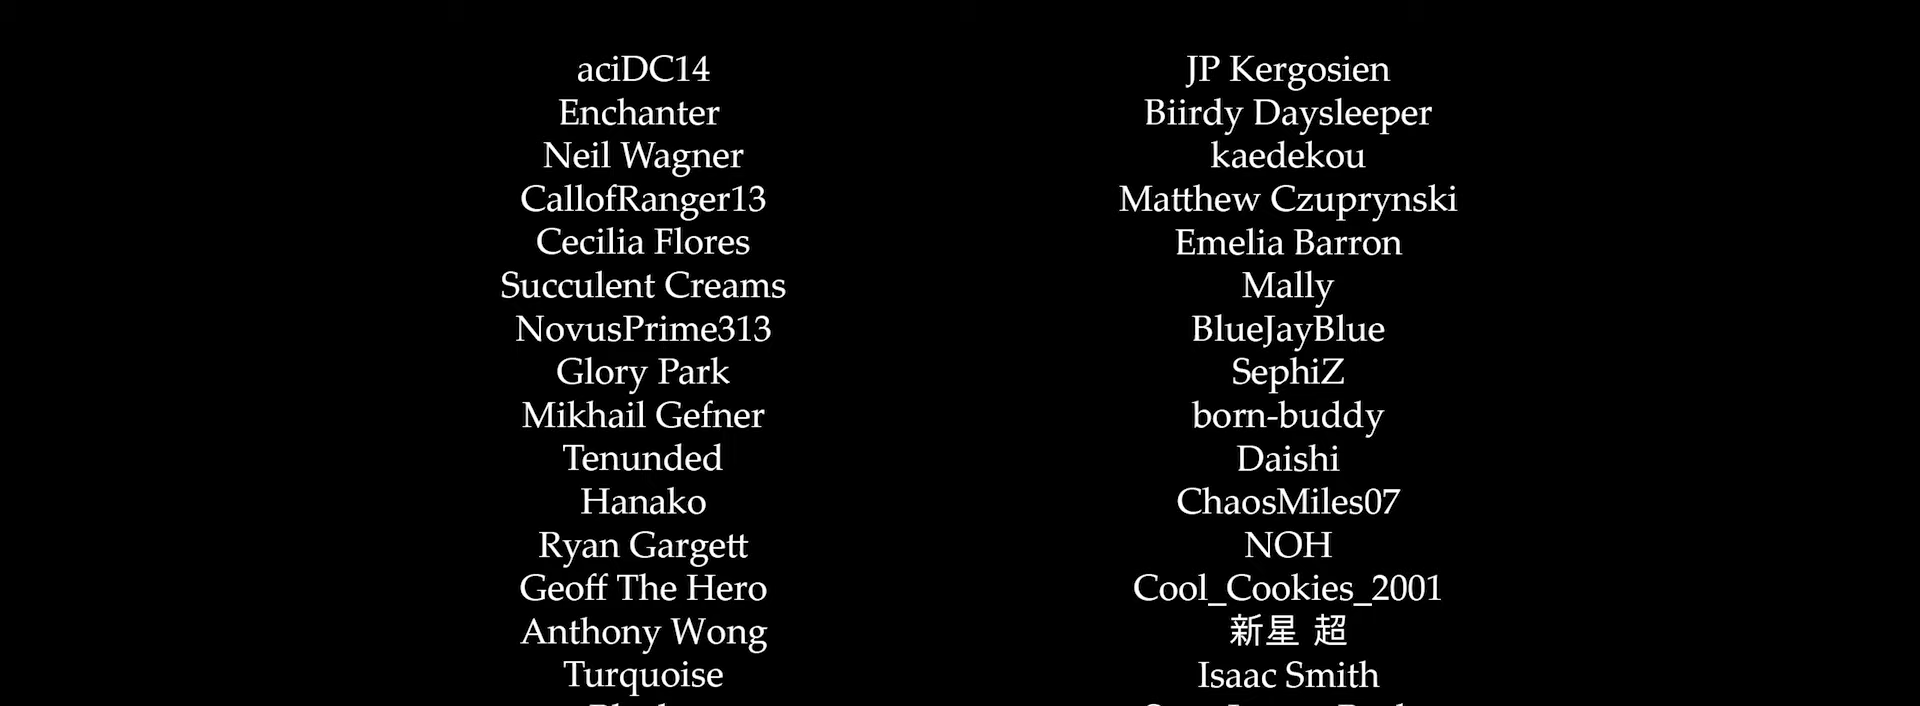 aciDC14
Enchanter
Neil Wagner
CallofRanger13
Cecilia Flores
Succulent Creams
NovusPrime313
Glory Park
Mikhail Gefner
Tenunded
Hanako
Ryan Gargett
Geoff The Hero
Anthony Wong
Turquoise
JP Kergosien
Biirdy Daysleeper
kaedekou
Matthew Czuprynski
Emelia Barron
Mally
BlueJayBlue
SephiZ
born-buddy
Daishi
ChaosMiles07
NOH
Cool_Cookies_2001
新星 超
Isaac Smith